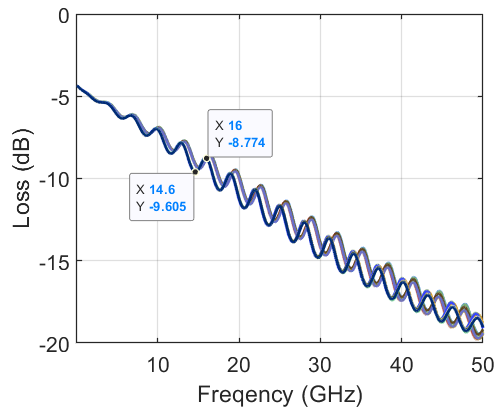 0
-5
-10
-15
-20
Loss (dB)
X 16
Y -8.774
X 14.6
Y -9.605
10 20 30 40 50
Freqency (GHz)